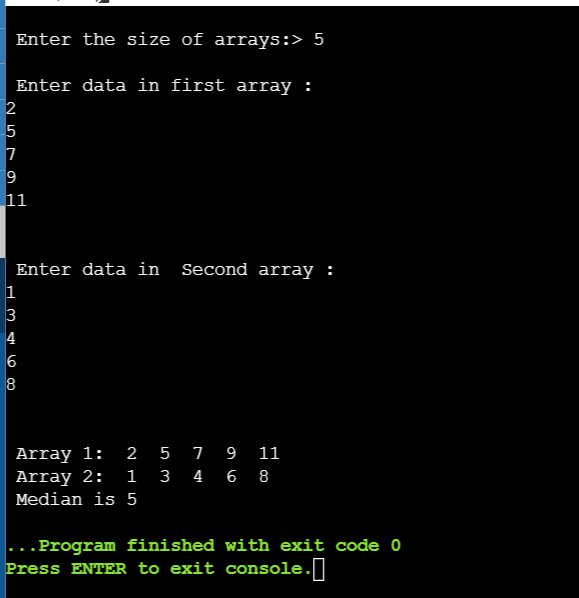 Enter the size of arrays:> 5
Enter data in first array :
2
5
7
9
11
Enter data in  Second array :
1
3
4
6
8
Array 1:  2  5  7  9  11
Array 2:  1  3  4  6  8
Median is 5
...Program finished with exit code 0
Press ENTER to exit console.